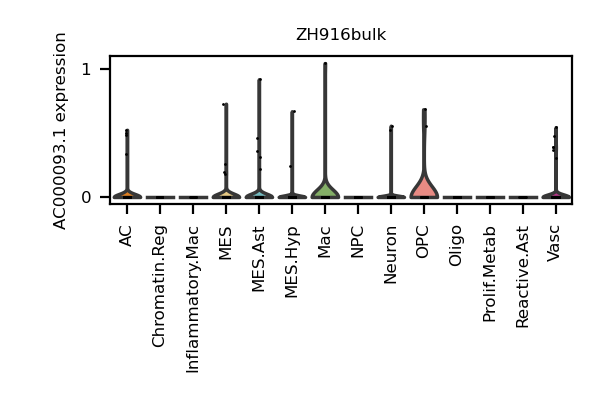 ZH916bulk
AC000093.1 expression
1
0
AC
Chromatin.Reg
Inflammatory.Mac
MES
MES.Ast
MES.Hyp
Mac
NPC
Neuron
OPC
Oligo
Prolif.Metab
Reactive.Ast
Vasc